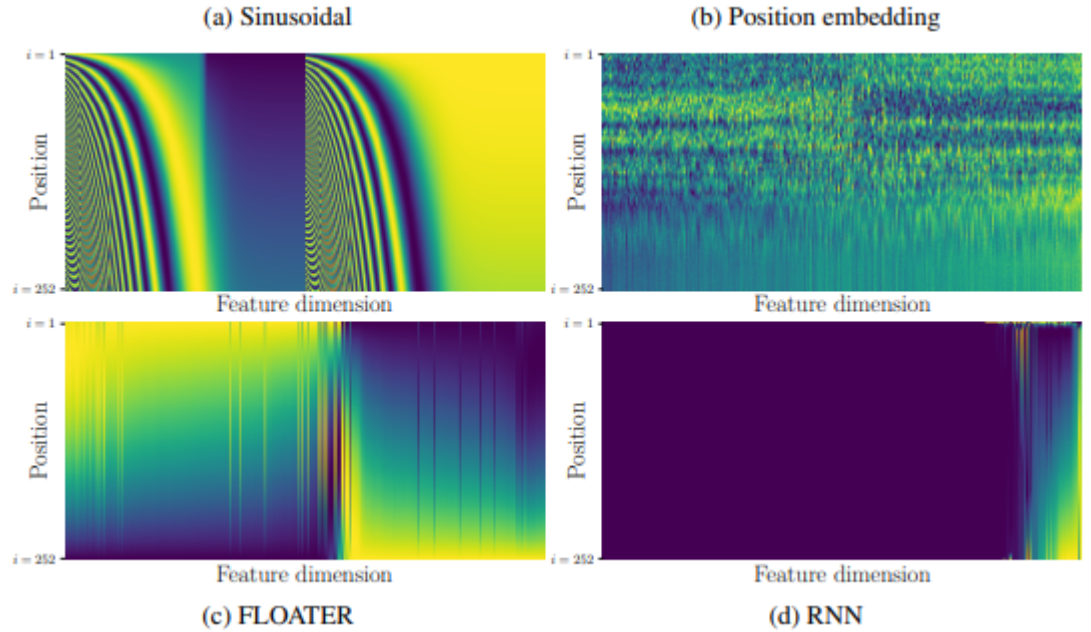 (a) Sinusoidal
(b) Position embedding
i = 1
Position
i = 252
Feature dimension
i = 1
Position
i = 252
Feature dimension
i = 1
Position
i = 252
Feature dimension
(c) FLOATER
i = 1
Position
i = 252
Feature dimension
(d) RNN